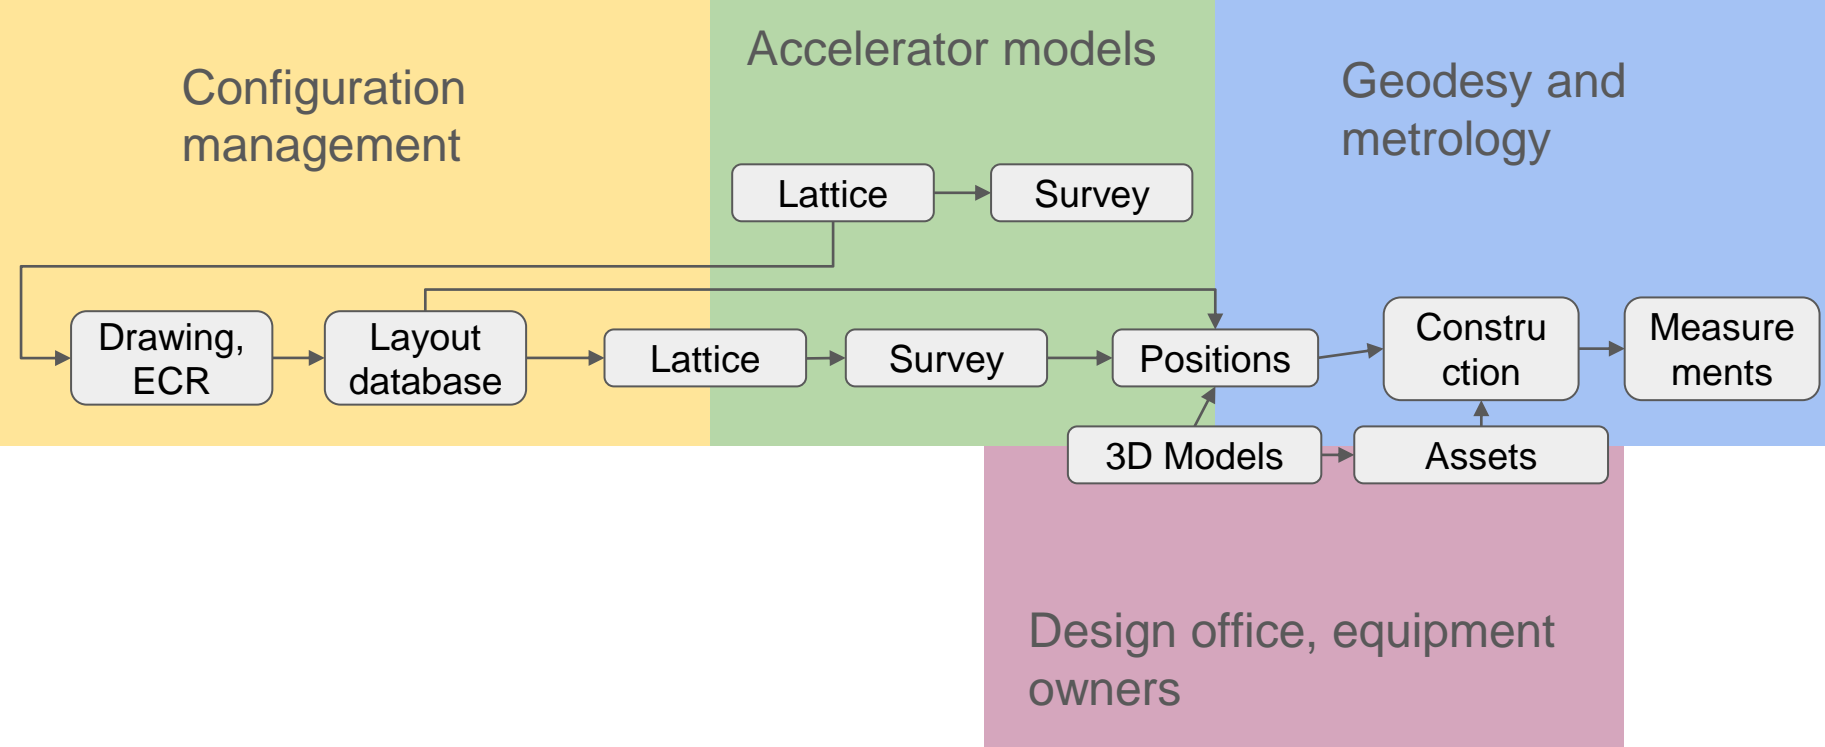 Configuration
management
Accelerator models
Geodesy and
metrology
Lattice
Survey
Drawing,
ECR
Layout
database
Lattice
Survey
Positions
Constru
ction
Measure
ments
3D Models
Assets
Design office, equipment
owners